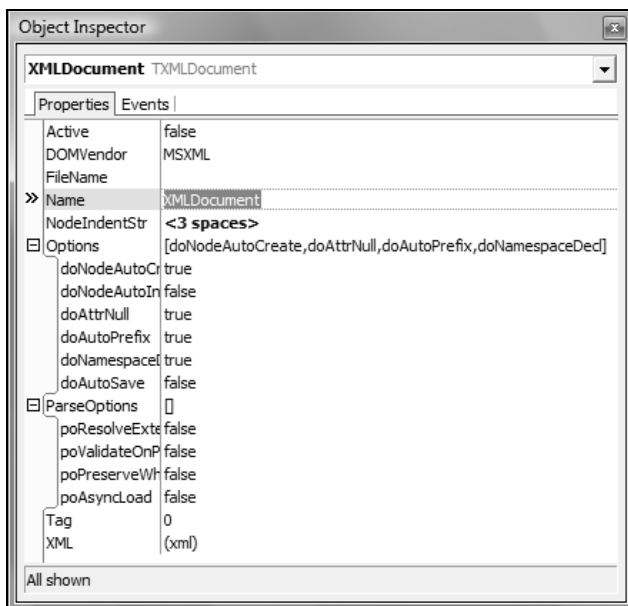 Object Inspector
XMLDocument TXMLDocument
Properties Events
Active false
DOMVendor MSXML
FileName
Name XMLDocument
NodeIndentStr <3 spaces>
Options [doNodeAutoCreate,doAttrNull,doAutoPrefix,doNamespaceDecl]
doNodeAutoCr true
doNodeAutoIn false
doAttrNull true
doAutoPrefix true
doNamespaceD true
doAutoSave false
ParseOptions []
poResolveExte false
poValidateOnP false
poPreserveWh false
poAsyncLoad false
Tag 0
XML (xml)
All shown